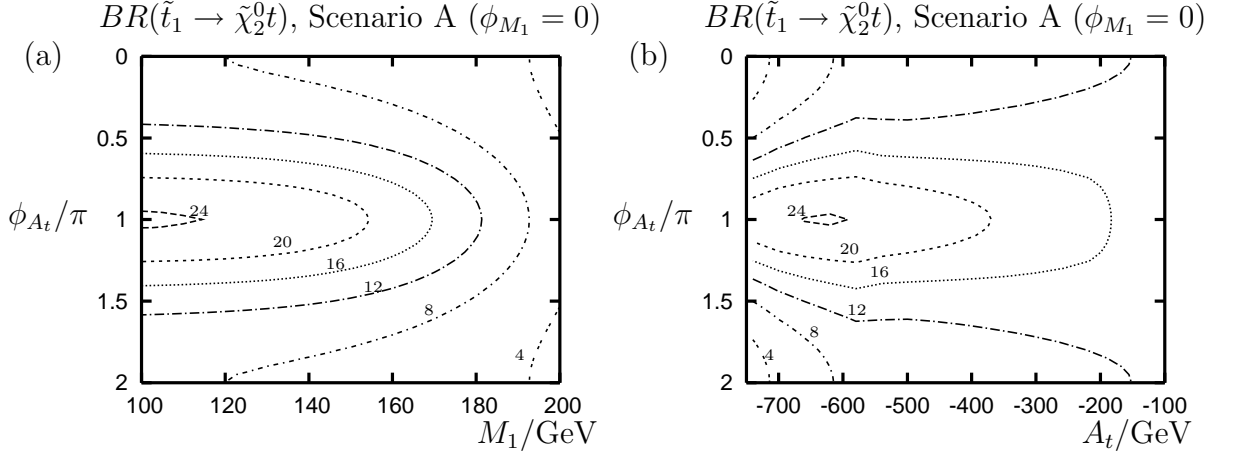 BR(t̃₁ → χ̃₂⁰t), Scenario A (ϕ_{M₁} = 0)
(a)
0
0.5
1
1.5
2
ϕ_{A_t}/π
24
20
16
12
8
4
100 120 140 160 180 200
M₁/GeV
BR(t̃₁ → χ̃₂⁰t), Scenario A (ϕ_{M₁} = 0)
(b)
0
0.5
1
1.5
2
ϕ_{A_t}/π
24
20
16
12
8
4
-700 -600 -500 -400 -300 -200 -100
A_t/GeV